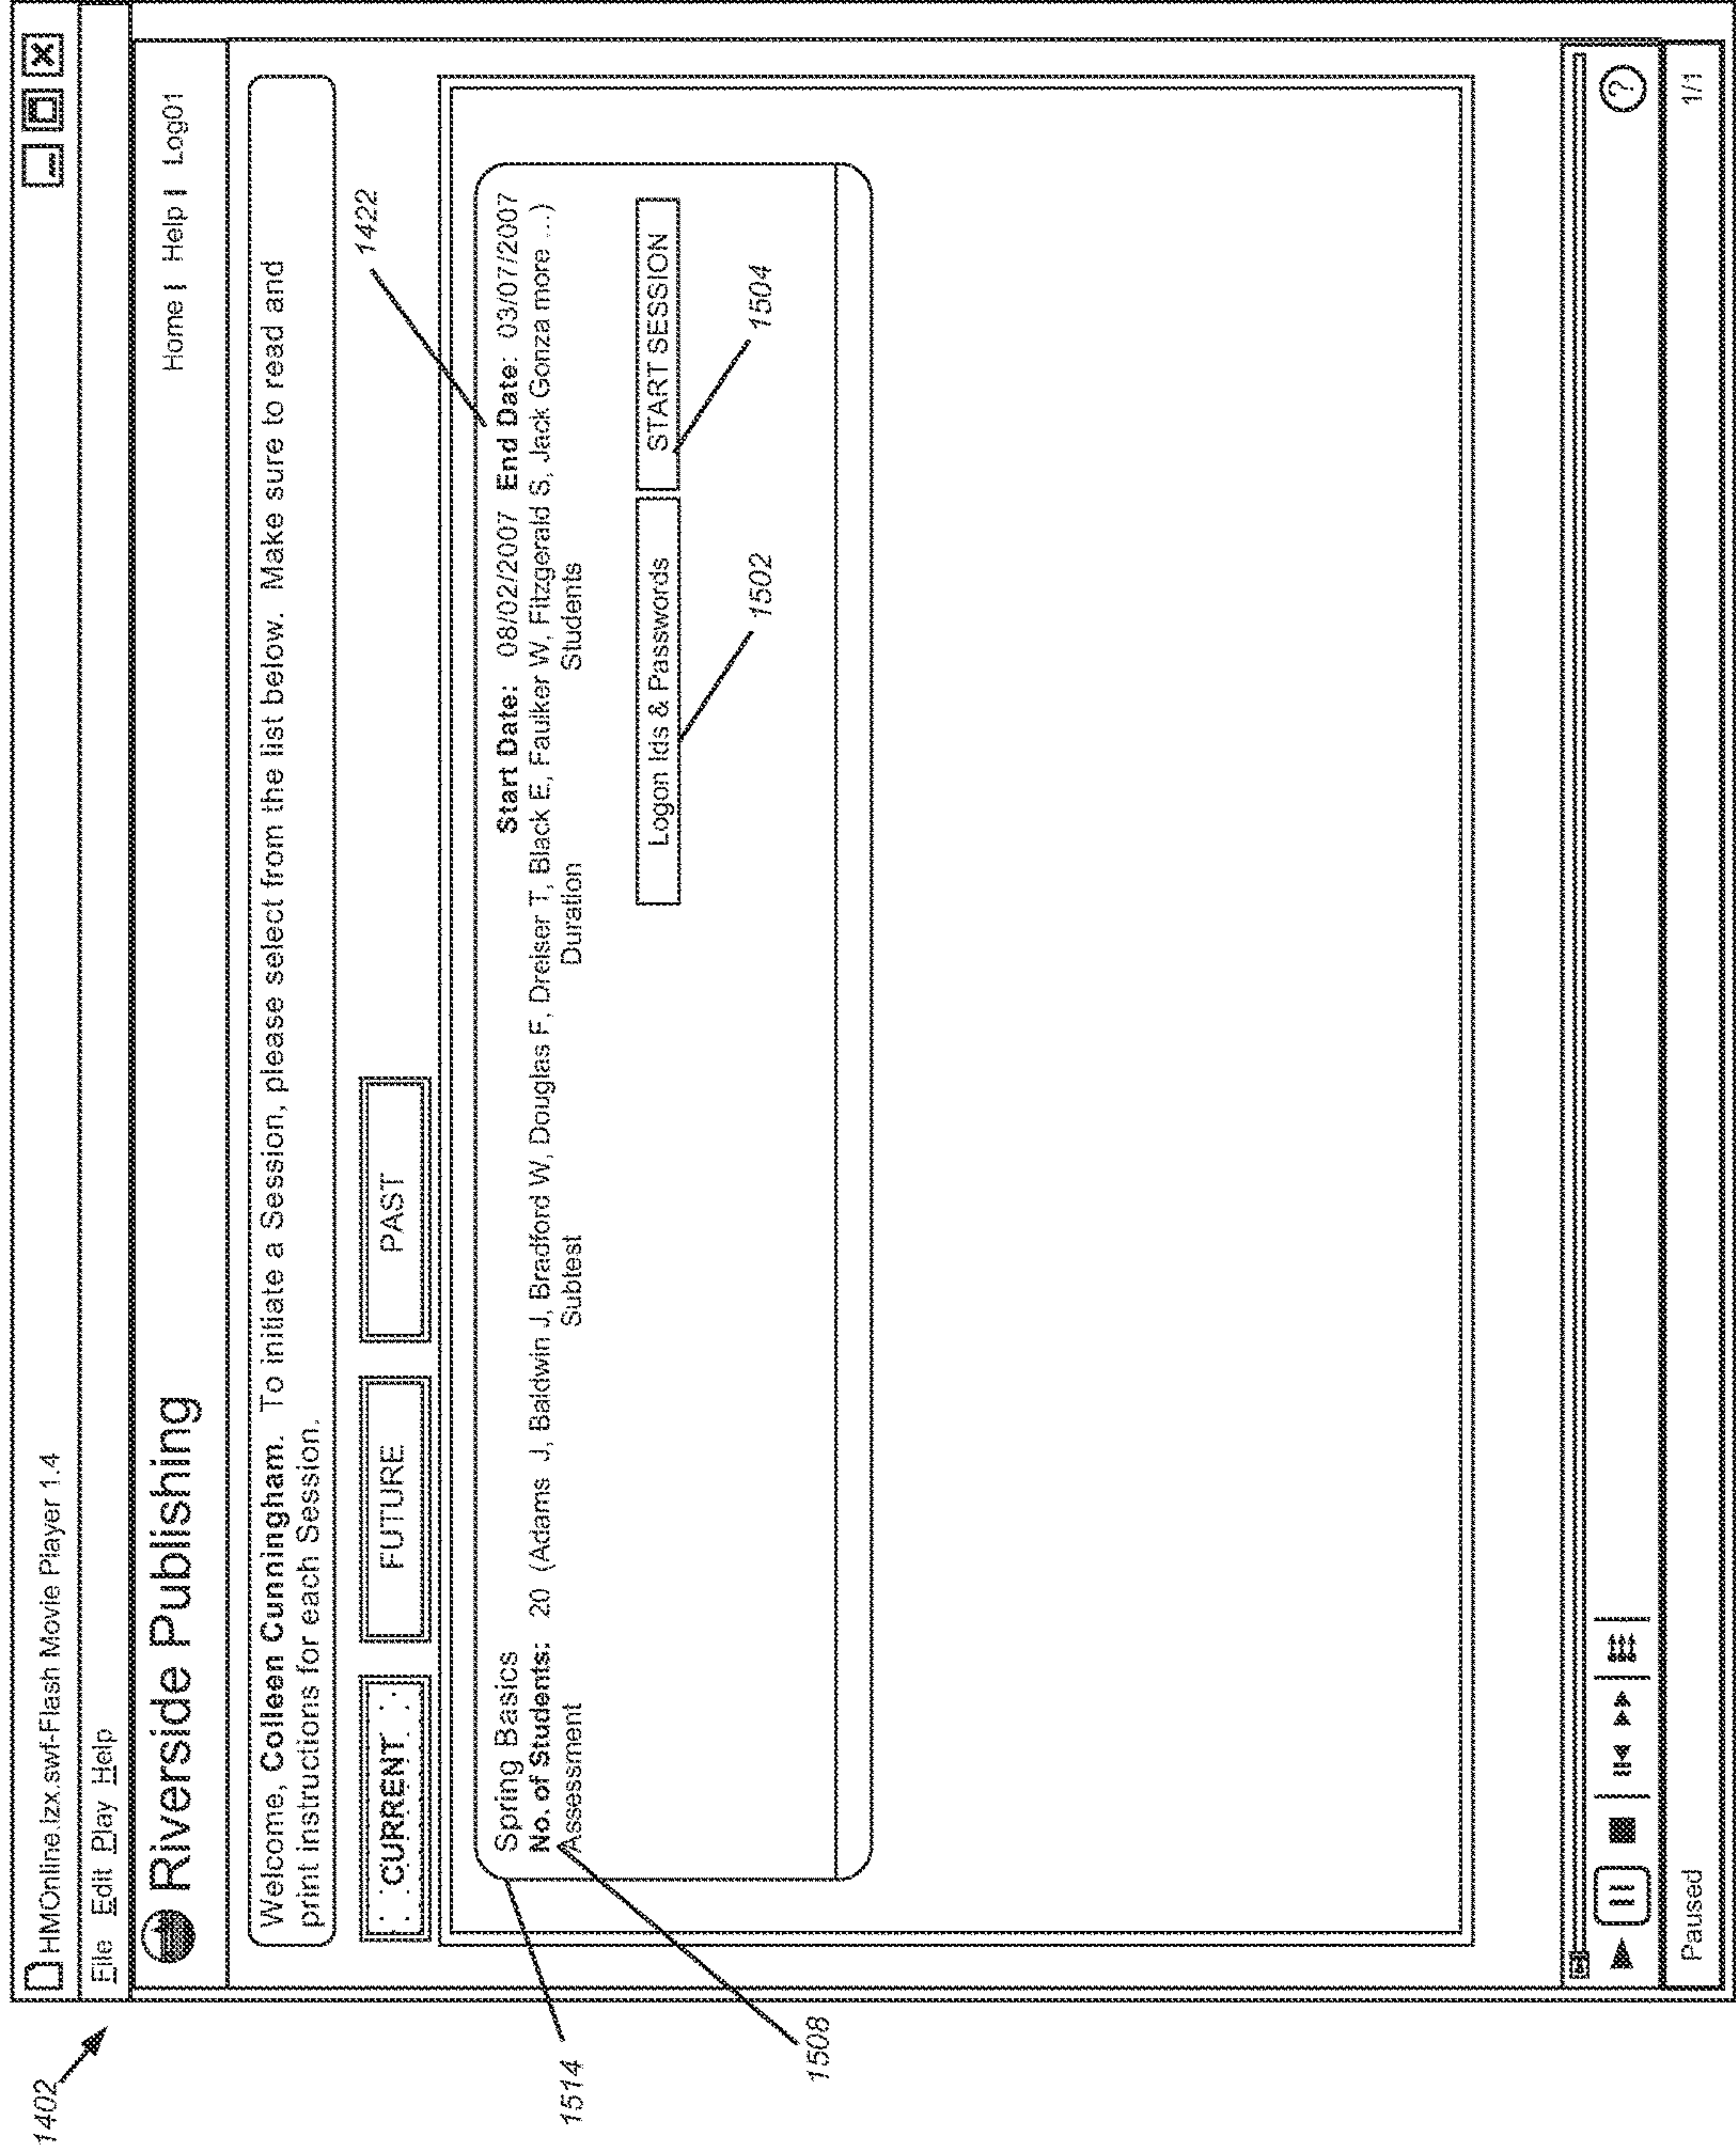 1402
HMOnline.lzx.swf-Flash Movie Player 1.4
File Edit Play Help
Riverside Publishing
Home | Help | Log01
Welcome, Colleen Cunningham. To initiate a Session, please select from the list below. Make sure to read and
print instructions for each Session.
CURRENT FUTURE PAST
1422
Spring Basics Start Date: 08/02/2007 End Date: 03/07/2007
No. of Students: 20 (Adams J, Baldwin J, Bradford W, Douglas F, Dreiser T, Black E, Faulker W, Fitzgerald S, Jack Gonza more ...)
Assessment Subtest Duration Students
Logon Ids & Passwords START SESSION
1514
1502
1504
1508
?
Paused 1/1